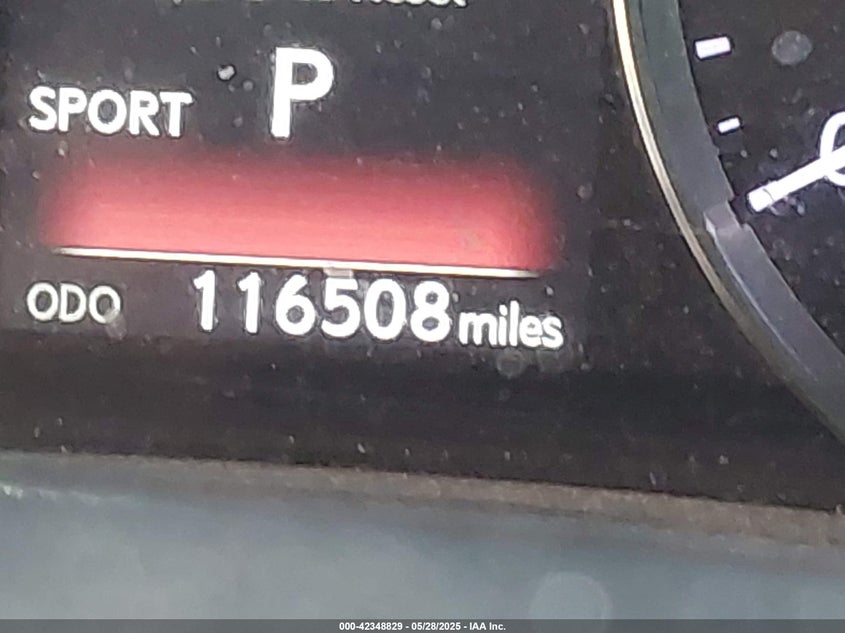 SPORT P
ODO 116508 miles
000-42348829 - 05/28/2025 - IAA Inc.